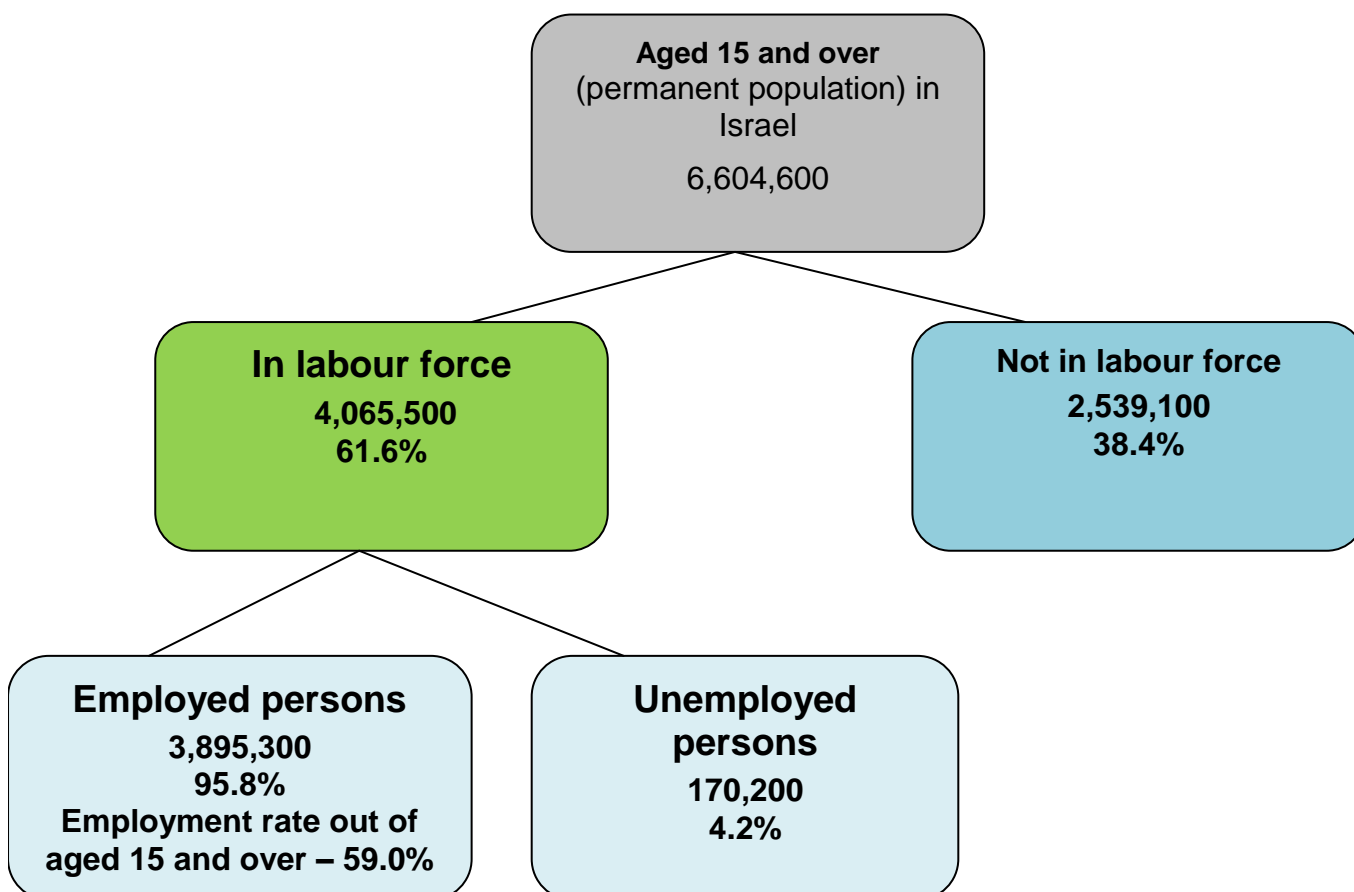 Aged 15 and over
(permanent population) in
Israel
6,604,600
In labour force
4,065,500
61.6%
Not in labour force
2,539,100
38.4%
Employed persons
3,895,300
95.8%
Employment rate out of
aged 15 and over – 59.0%
Unemployed
persons
170,200
4.2%